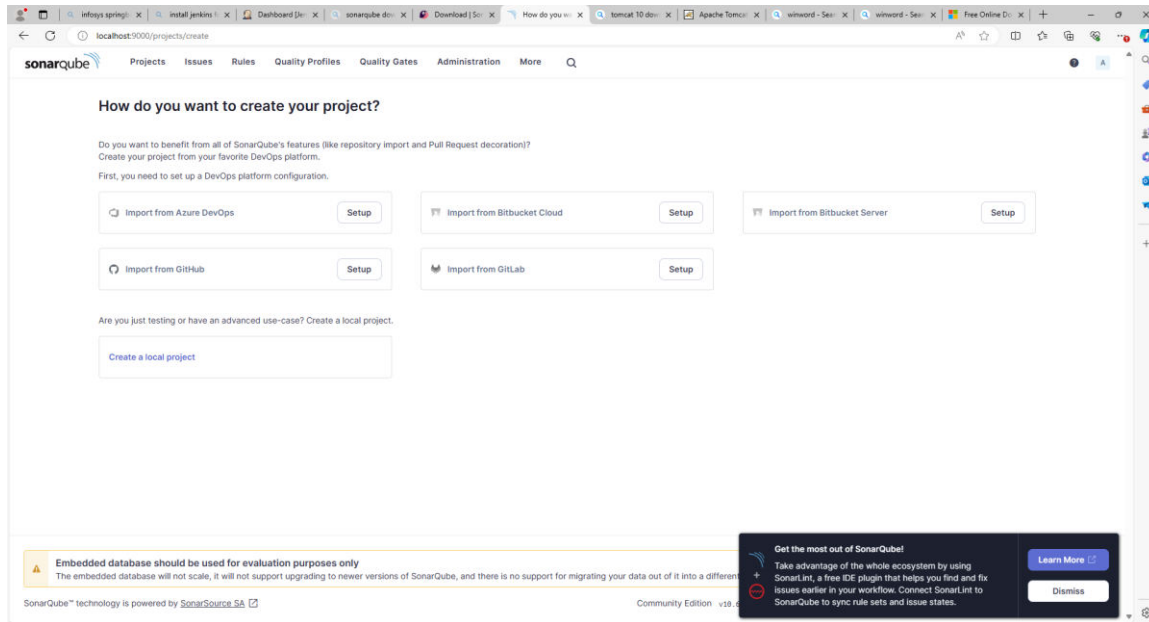 infosys springb
install jenkins f
Dashboard [Jen
sonarqube dow
Download | Son
How do you wa
tomcat 10 down
Apache Tomcat
winword - Sear
winword - Sear
Free Online Do
localhost:9000/projects/create
sonarqube Projects Issues Rules Quality Profiles Quality Gates Administration More A
How do you want to create your project?
Do you want to benefit from all of SonarQube's features (like repository import and Pull Request decoration)?
Create your project from your favorite DevOps platform.
First, you need to set up a DevOps platform configuration.
Import from Azure DevOps Setup Import from Bitbucket Cloud Setup Import from Bitbucket Server Setup
Import from GitHub Setup Import from GitLab Setup
Are you just testing or have an advanced use-case? Create a local project.
Create a local project
Embedded database should be used for evaluation purposes only
The embedded database will not scale, it will not support upgrading to newer versions of SonarQube, and there is no support for migrating your data out of it into a different
SonarQube™ technology is powered by SonarSource SA Community Edition
Get the most out of SonarQube!
Take advantage of the whole ecosystem by using
SonarLint, a free IDE plugin that helps you find and fix
issues earlier in your workflow. Connect SonarLint to
SonarQube to sync rule sets and issue states.
Learn More
Dismiss